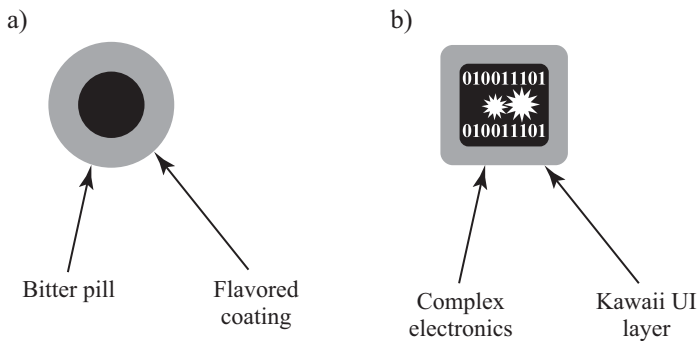 a)
b)
010011101
010011101
Bitter pill
Flavored
coating
Complex
electronics
Kawaii UI
layer